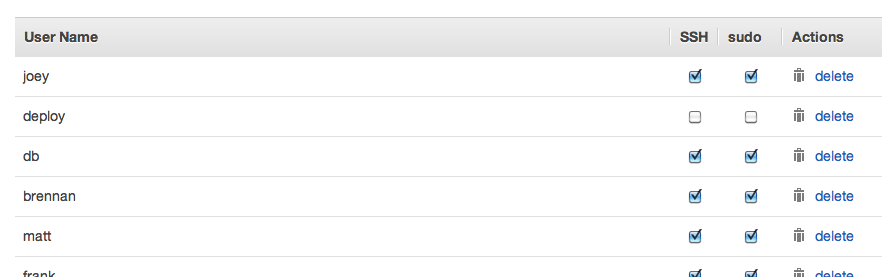 User Name SSH sudo Actions
joey delete
deploy delete
db delete
brennan delete
matt delete
frank delete